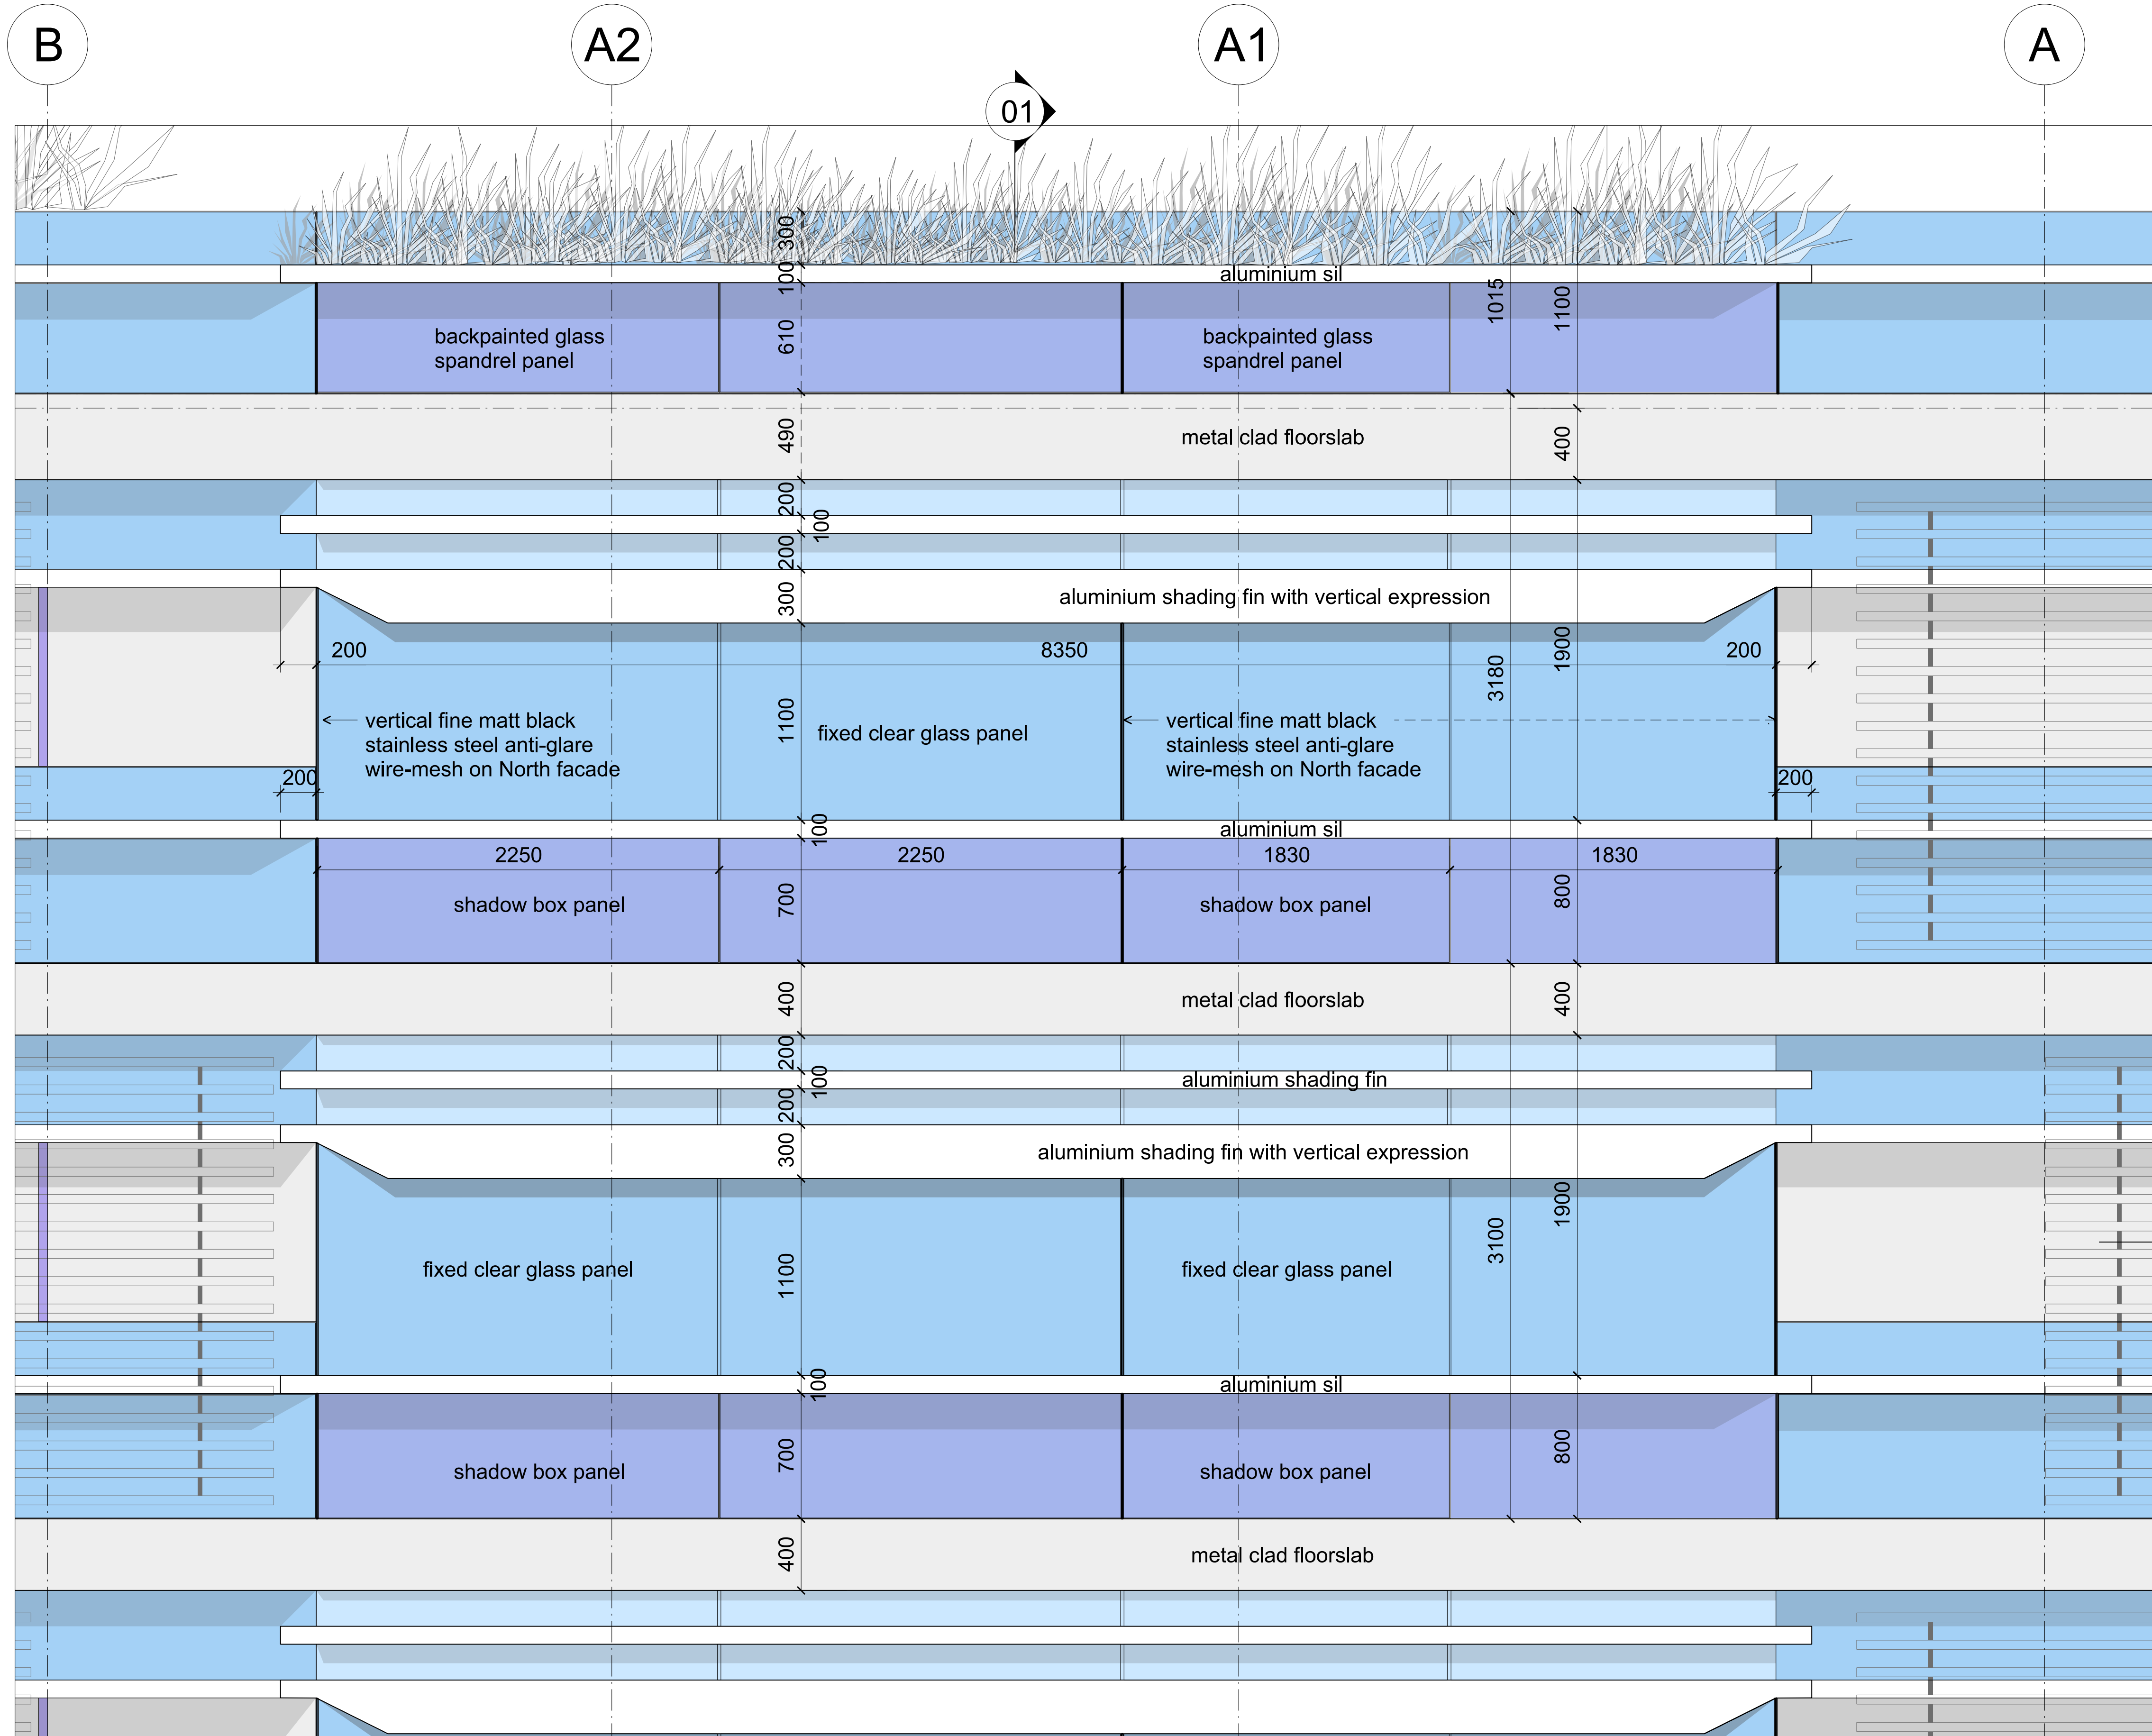 B
A2
A1
A
01
300
100
aluminium sil
1015
1100
610
backpainted glass
spandrel panel
backpainted glass
spandrel panel
490
metal clad floorslab
400
200
100
200
300
aluminium shading fin with vertical expression
200
8350
200
1900
3180
vertical fine matt black
stainless steel anti-glare
wire-mesh on North facade
1100
fixed clear glass panel
vertical fine matt black
stainless steel anti-glare
wire-mesh on North facade
200
200
100
aluminium sil
2250
2250
1830
1830
shadow box panel
700
shadow box panel
800
400
metal clad floorslab
400
200
100
aluminium shading fin
200
300
aluminium shading fin with vertical expression
1900
3100
fixed clear glass panel
1100
fixed clear glass panel
100
aluminium sil
shadow box panel
700
shadow box panel
800
400
metal clad floorslab